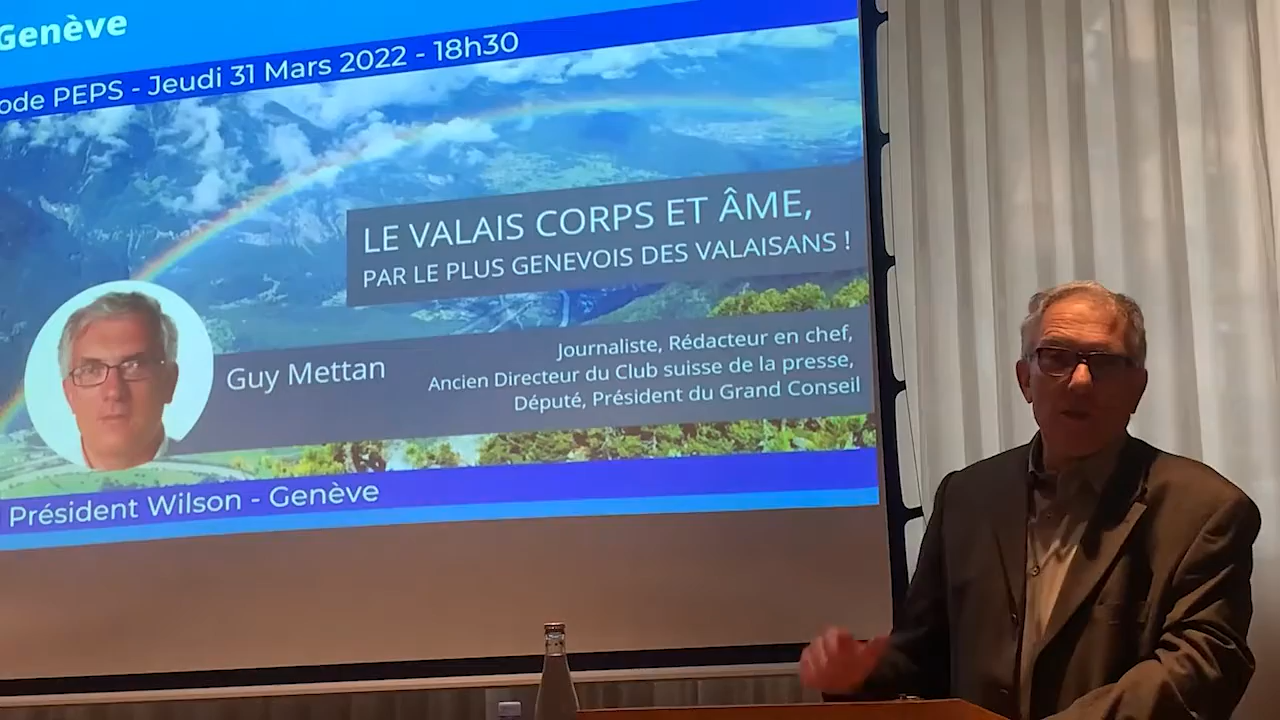 Genève
ode PEPS - Jeudi 31 Mars 2022 - 18h30
LE VALAIS CORPS ET ÂME,
PAR LE PLUS GENEVOIS DES VALAISANS !
Guy Mettan
Journaliste, Rédacteur en chef,
Ancien Directeur du Club suisse de la presse,
Député, Président du Grand Conseil
Président Wilson - Genève